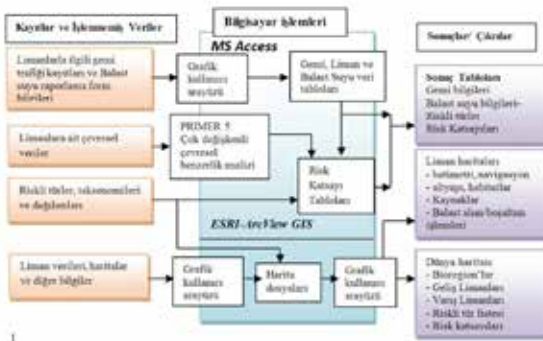 Kayıtlar ve İşlenmemiş Veriler
Bilgisayar işlemleri
Sonuçlar/ Çıktılar
MS Access
Limanlarla ilgili gemi
trafiği kayıtları ve Balast
suyu raporlama formu
bilgileri
Grafik
kullanıcı
arayüzü
Gemi, Liman ve
Balast Suyu veri
tabloları
Sonuç Tabloları
Gemi bilgileri
Balast suyu bilgileri-
Riskli türler
Risk Katsayıları
Limanlara ait çevresel
veriler
PRIMER 5
Çok değişkenli
çevresel
benzerlik analizi
Riskli türler, taksonomileri
ve dağılımları
Risk
Katsayı
Tabloları
Liman haritaları
- batimetri, navigasyon
- altyapı, habitatlar
- Kaynaklar
- Balast alım/boşaltım
işlemleri
ESRI-ArcView GIS
Liman verileri, haritalar
ve diğer bilgiler
Grafik
kullanıcı
arayüzü
Harita
dosyaları
Grafik
kullanıcı
arayüzü
Dünya haritası
- Bioregion'lar
- Geliş Limanları
- Varış Limanları
- Riskli tür listesi
- Risk katsayıları